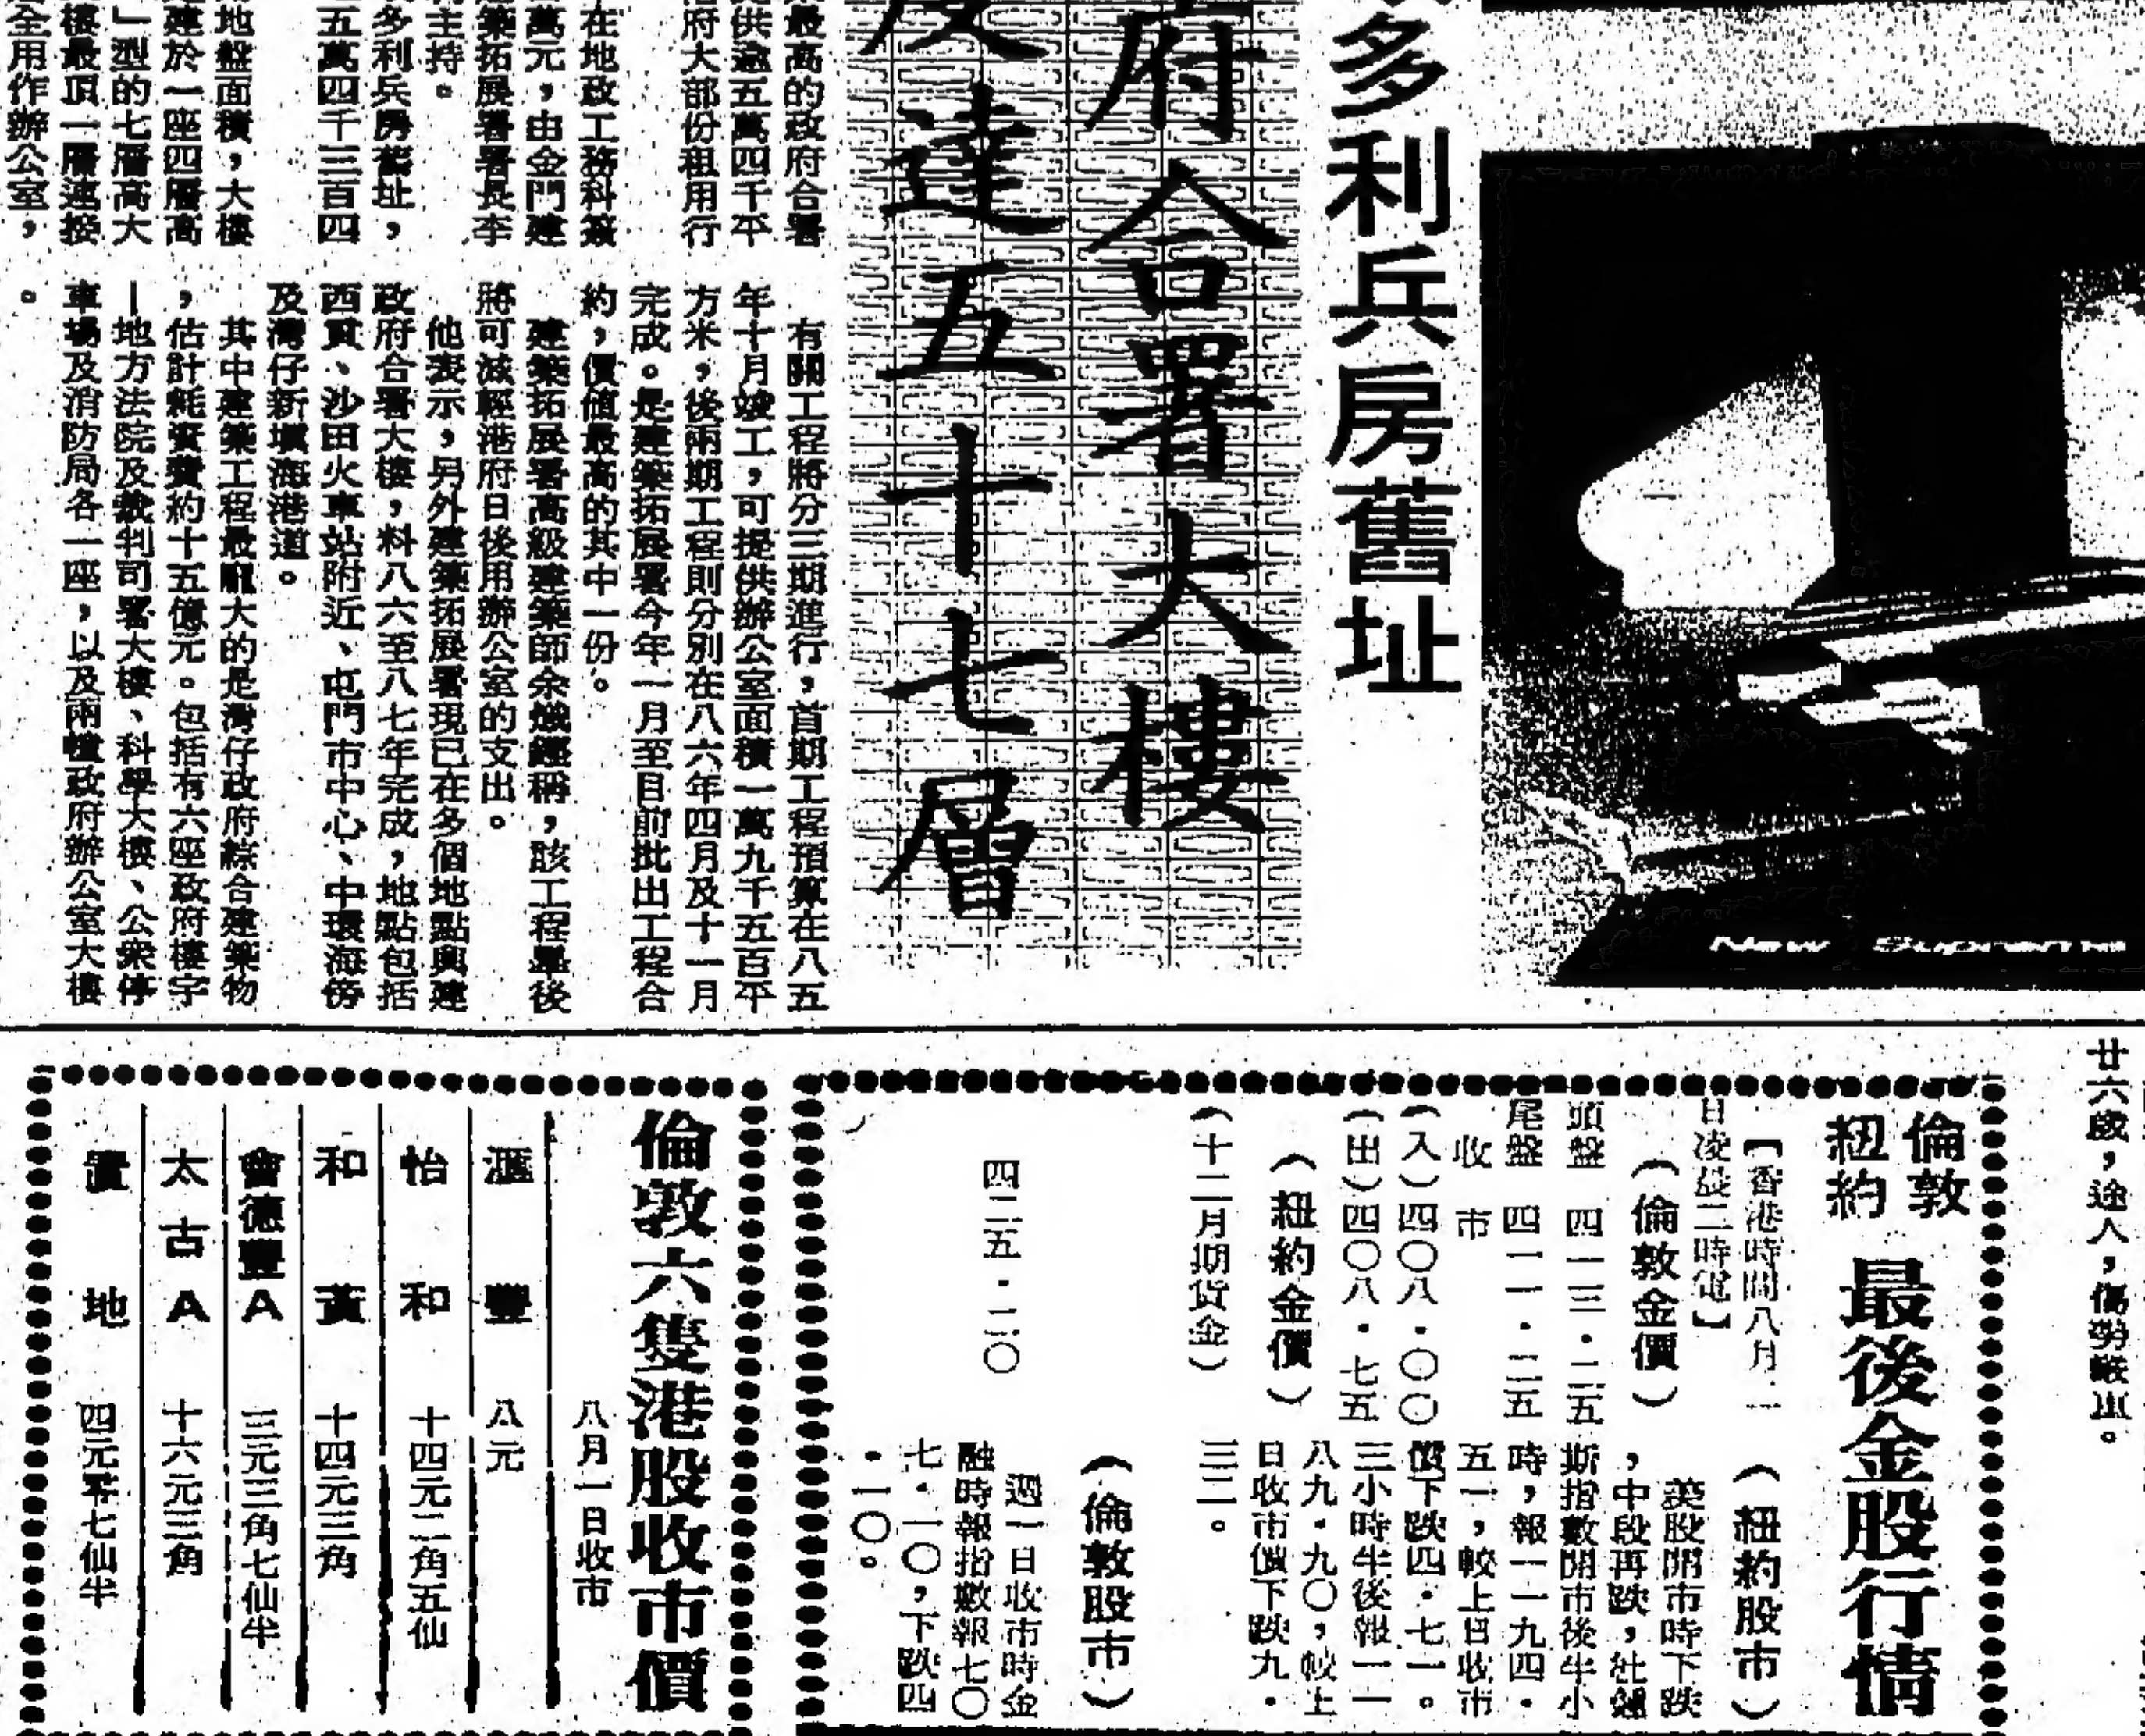 多利兵房舊址
府合署大樓
達五十七層
最高的政府合署
供逾五萬四千平
府大部份租用行
在地政工務科簽
萬元，由金門建
築拓展署署長李
主持。
多利兵房舊址，
五萬四千三百四
地盤面積，大樓
建於一座四層高
」型的七層高大
樓最頂一層連接
全用作辦公室，
有關工程將分三期進行，首期工程預算在八五
年十月竣工，可提供辦公室面積一萬九千五百平
方米，後兩期工程則分別在八六年四月及十一月
完成。是建築拓展署今年一月至目前批出工程合
約，價值最高的其中一份。
建築拓展署高級建築師余熾鏗稱，該工程畢後
將可減輕港府日後用辦公室的支出。
他表示，另外建築拓展署現已在多個地點興建
政府合署大樓，料八六至八七年完成，地點包括
西貢、沙田火車站附近、屯門市中心、中環海傍
及灣仔新填海港道。
其中建築工程最龐大的是灣仔政府綜合建築物
，估計耗資費約十五億元。包括有六座政府樓宇
—地方法院及裁判司署大樓、科學大樓、公衆停
車場及消防局各一座，以及兩幢政府辦公室大樓
。
廿六歲，途人，傷勞嚴重。
倫敦
紐約
最後金股行情
【香港時間八月二
日凌晨二時電】
（倫敦金價）
頭盤 四一三·二五
尾盤 四一一·二五
收 市
（入）四〇八·〇〇
（出）四〇八·七五
（紐約金價）
（十二月期貨金）
四二五·二〇
（紐約股市）
美股開市時下跌
，中段再跌，杜鍾
斯指數開市後半小
時，報一一九四·
五一，較上日收市
價下跌四·七一。
三小時半後報一一
八九·九〇，較上
日收市價下跌九·
三二。
（倫敦股市）
週一日收市時金
融時報指數報七〇
七·一〇，下跌四
·一〇。
倫敦六隻港股收市價
八月一日收市
滙豐 八元
怡和 十四元二角五仙
和黃 十四元三角
會德豐A 三元三角七仙半
太古A 十六元三角
置地 四元零七仙半